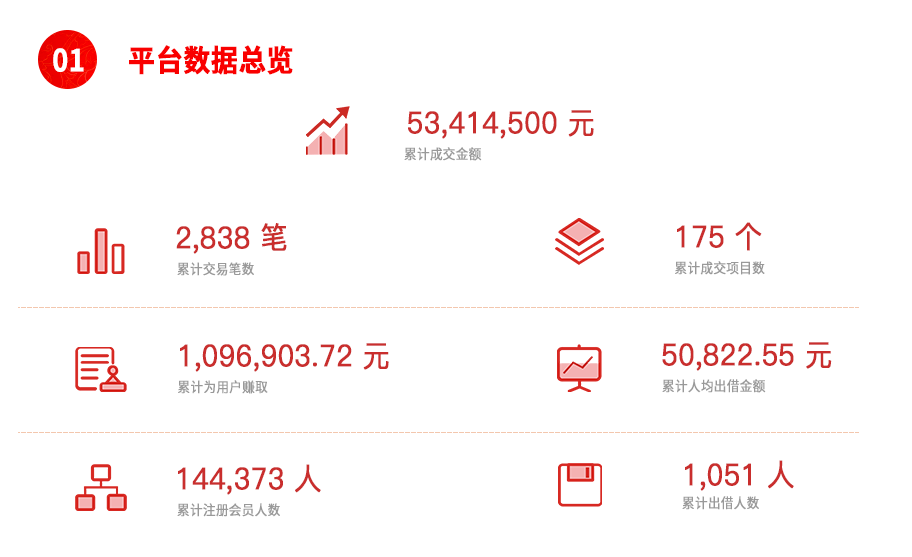 01 平台数据总览
53,414,500 元
累计成交金额
2,838 笔
累计交易笔数
175 个
累计成交项目数
1,096,903.72 元
累计为用户赚取
50,822.55 元
累计人均出借金额
144,373 人
累计注册会员人数
1,051 人
累计出借人数